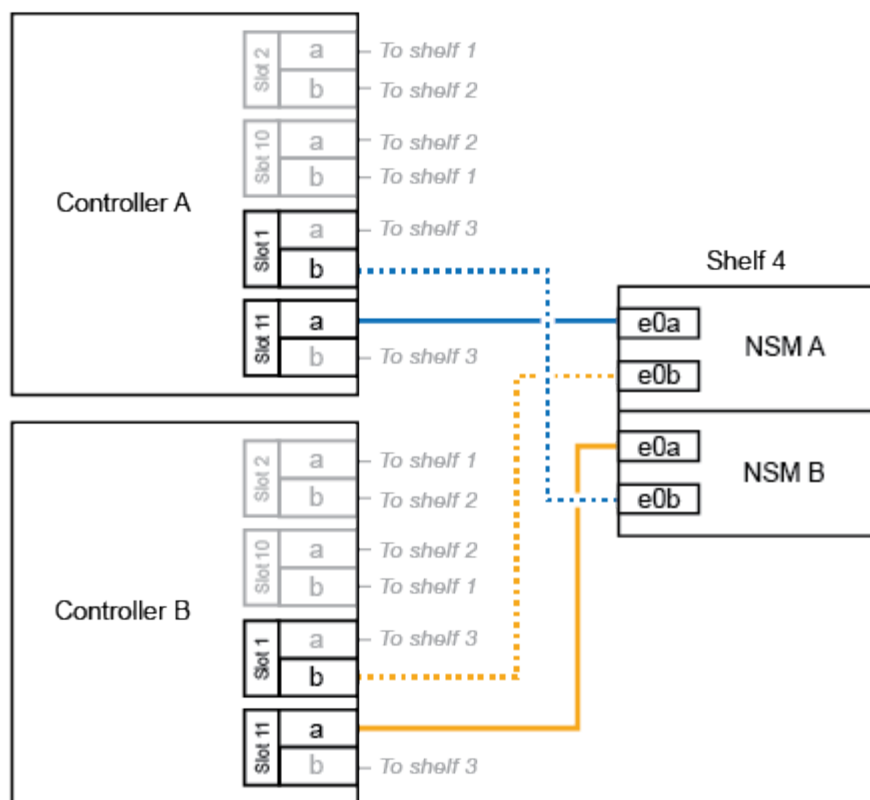 Slot 2
a
To shelf 1
b
To shelf 2
Slot 10
a
To shelf 2
b
To shelf 1
Controller A
Slot 1
a
To shelf 3
b
Slot 11
a
b
To shelf 3
Shelf 4
e0a
NSM A
e0b
e0a
NSM B
e0b
Slot 2
a
To shelf 1
b
To shelf 2
Slot 10
a
To shelf 2
b
To shelf 1
Controller B
Slot 1
a
To shelf 3
b
Slot 11
a
b
To shelf 3